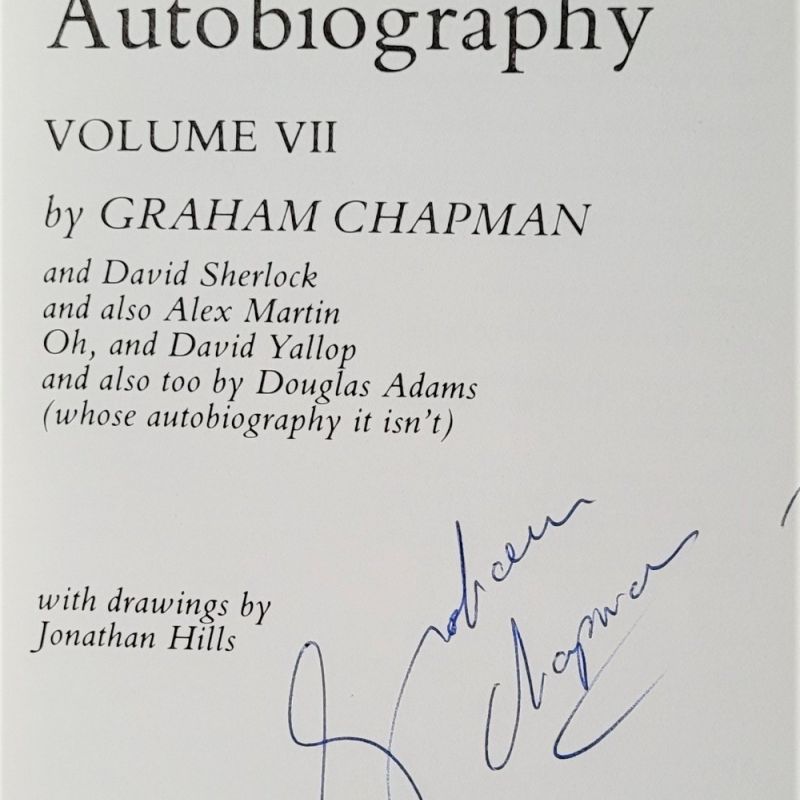 Autobiography
VOLUME VII
by GRAHAM CHAPMAN
and David Sherlock
and also Alex Martin
Oh, and David Yallop
and also too by Douglas Adams
(whose autobiography it isn't)
with drawings by
Jonathan Hills
Graham
Chapman